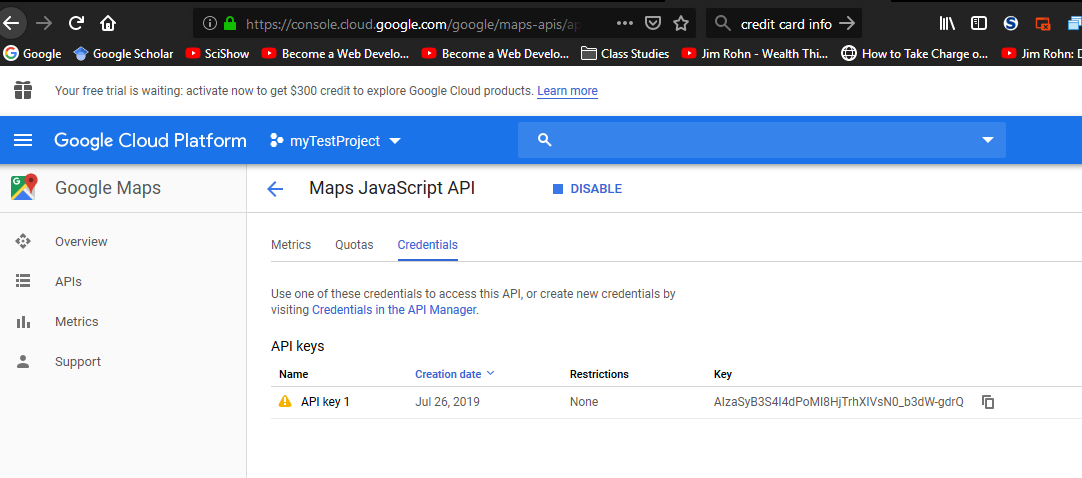 https://console.cloud.google.com/google/maps-apis/ap
credit card info
Google Google Scholar SciShow Become a Web Develo... Become a Web Develo... Class Studies Jim Rohn - Wealth Thi... How to Take Charge o... Jim Rohn: D
Your free trial is waiting: activate now to get $300 credit to explore Google Cloud products. Learn more
Google Cloud Platform myTestProject
Google Maps
Maps JavaScript API DISABLE
Overview
APIs
Metrics
Support
Metrics Quotas Credentials
Use one of these credentials to access this API, or create new credentials by
visiting Credentials in the API Manager.
API keys
Name Creation date Restrictions Key
API key 1 Jul 26, 2019 None